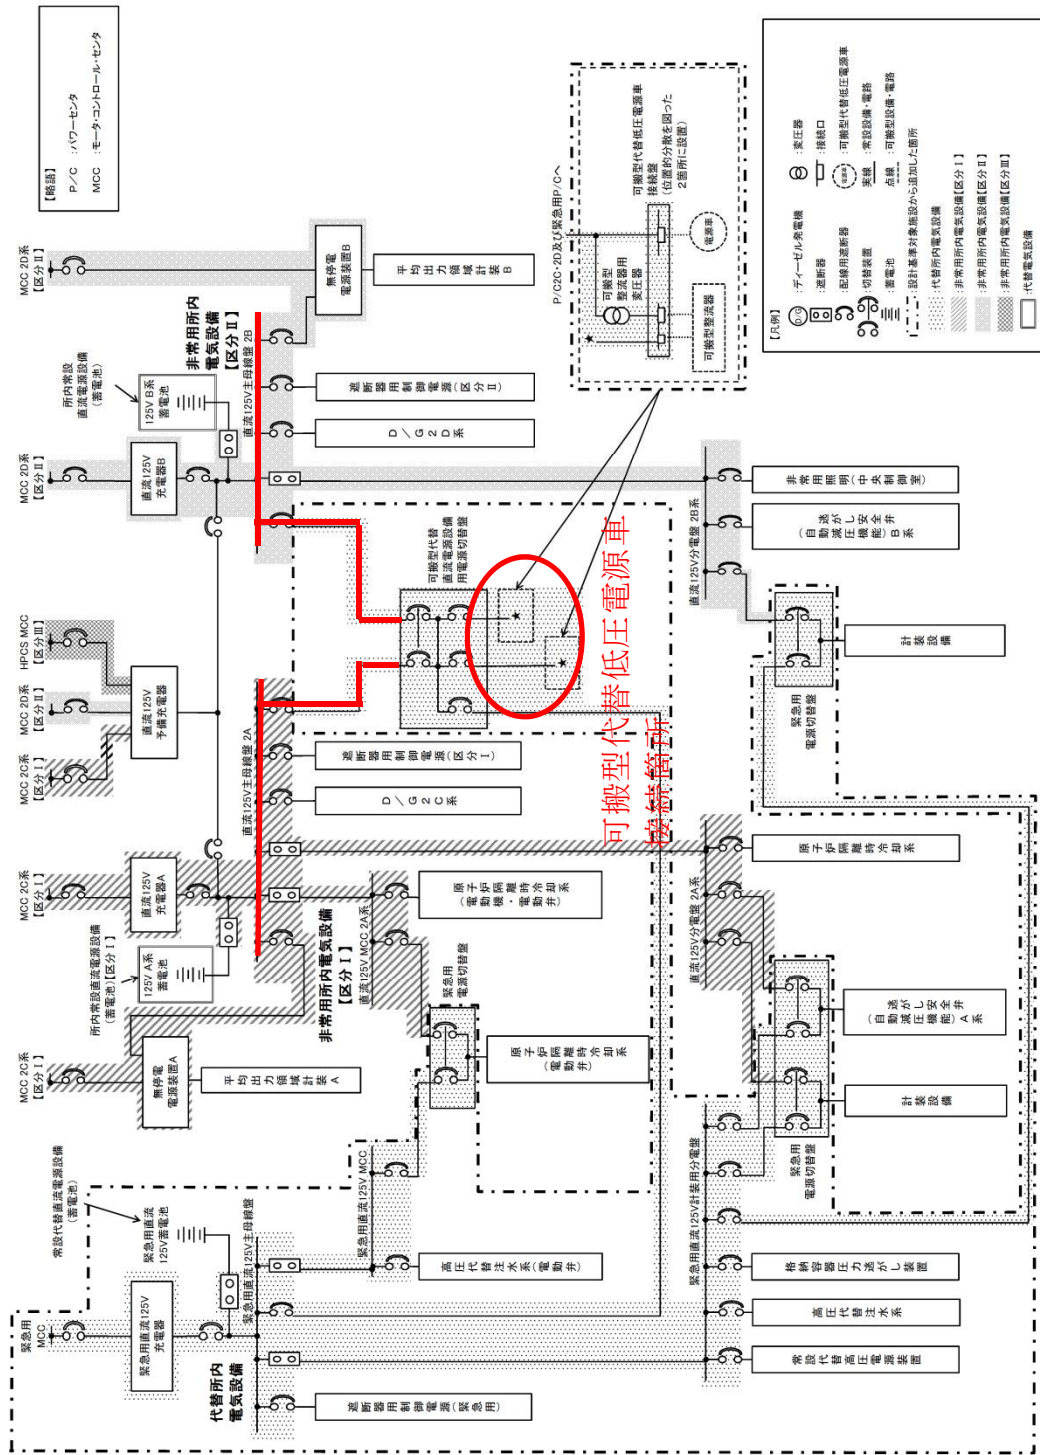 【略語】
P/C :パワーセンタ
MCC :モータ・コントロール・センタ
MCC 2D系
【区分Ⅱ】
無停電
電源装置B
平均出力領域計装 B
非常用所内
電気設備
【区分Ⅱ】
所内常設
直流電源設備
(蓄電池)
125V B系
蓄電池
直流125V主母線盤 2B
遮断器用制御電源(区分Ⅱ)
D/G 2D系
MCC 2D系
【区分Ⅱ】
直流125V
充電器B
P/C2C・2D及び緊急用P/Cへ
可搬型
整流器用
変圧器
可搬型代替低圧電源車
接続盤
(位置的分散を図った
2箇所に設置)
電源車
可搬型整流器
【凡例】
D/G :ディーゼル発電機
:遮断器
:配線用遮断器
:切替装置
:蓄電池
:変圧器
:接続口
電源車 :可搬型代替低圧電源車
実線 :常設設備・電路
点線 :可搬型設備・電路
:設計基準対象施設から追加した箇所
:代替所内電気設備
:非常用所内電気設備【区分Ⅰ】
:非常用所内電気設備【区分Ⅱ】
:非常用所内電気設備【区分Ⅲ】
:代替電気設備
可搬型代替
直流電源設備
用電源切替盤
可搬型代替低圧電源車
接続箇所
直流125V分電盤 2B系
非常用照明(中央制御室)
逃がし安全弁
(自動減圧機能)B系
緊急用
電源切替盤
計装設備
HPCS MCC
【区分Ⅲ】
MCC 2D系
【区分Ⅱ】
MCC 2C系
【区分Ⅰ】
直流125V
予備充電器
直流125V主母線盤 2A
遮断器用制御電源(区分Ⅰ)
D/G 2C系
MCC 2C系
【区分Ⅰ】
直流125V
充電器A
所内常設直流電源設備
(蓄電池)【区分Ⅰ】
125V A系
蓄電池
非常用所内電気設備
【区分Ⅰ】
直流125V MCC 2A系
原子炉隔離時冷却系
(電動機・電動弁)
緊急用
電源切替盤
原子炉隔離時冷却系
(電動弁)
MCC 2C系
【区分Ⅰ】
無停電
電源装置A
平均出力領域計装 A
直流125V分電盤 2A系
原子炉隔離時冷却系
逃がし安全弁
(自動減圧機能)A系
計装設備
緊急用
電源切替盤
常設代替直流電源設備
(蓄電池)
緊急用直流
125V蓄電池
緊急用
MCC
緊急用直流125V
充電器
代替所内
電気設備
緊急用直流125V主母線盤
緊急用直流125V MCC
高圧代替注水系(電動弁)
遮断器用制御電源(緊急用)
緊急用直流125V計装用分電盤
格納容器圧力逃がし装置
高圧代替注水系
常設代替高圧電源装置